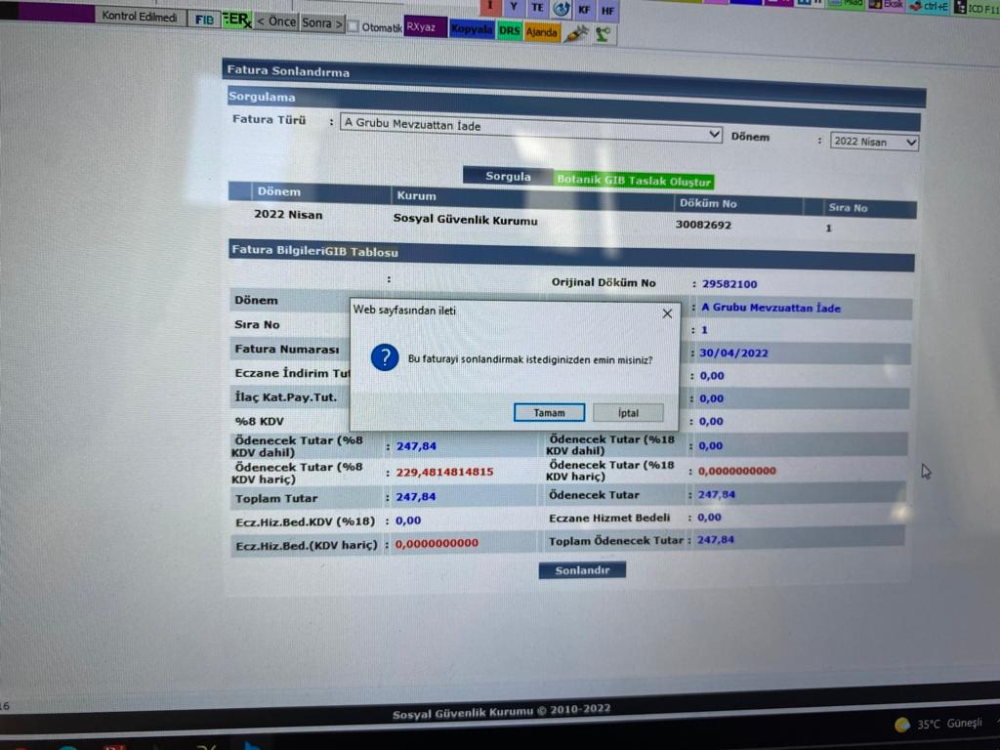 I Y TE KF HF Miad Eksik ctrl+E ICD F11
Kontrol Edilmedi FIB ERx < Önce Sonra > Otomatik RXyaz Kopyala DRS Ajanda
Fatura Sonlandırma
Sorgulama
Fatura Türü : A Grubu Mevzuattan İade Dönem : 2022 Nisan
Sorgula Botanik GIB Taslak Oluştur
Dönem Kurum Döküm No Sıra No
2022 Nisan Sosyal Güvenlik Kurumu 30082692 1
Fatura BilgileriGIB Tablosu
: Orijinal Döküm No : 29582100
Dönem : A Grubu Mevzuattan İade
Sıra No : 1
Fatura Numarası : 30/04/2022
Eczane İndirim Tut : 0,00
İlaç Kat.Pay.Tut. : 0,00
%8 KDV : 0,00
Web sayfasından ileti
Bu faturayi sonlandirmak istediginizden emin misiniz?
Tamam İptal
Ödenecek Tutar (%8 KDV dahil) : 247,84 Ödenecek Tutar (%18 KDV dahil) : 0,00
Ödenecek Tutar (%8 KDV hariç) : 229,4814814815 Ödenecek Tutar (%18 KDV hariç) : 0,0000000000
Toplam Tutar : 247,84 Ödenecek Tutar : 247,84
Ecz.Hiz.Bed.KDV (%18) : 0,00 Eczane Hizmet Bedeli : 0,00
Ecz.Hiz.Bed.(KDV hariç) : 0,0000000000 Toplam Ödenecek Tutar : 247,84
Sonlandır
16
Sosyal Güvenlik Kurumu © 2010-2022
35°C Güneşli